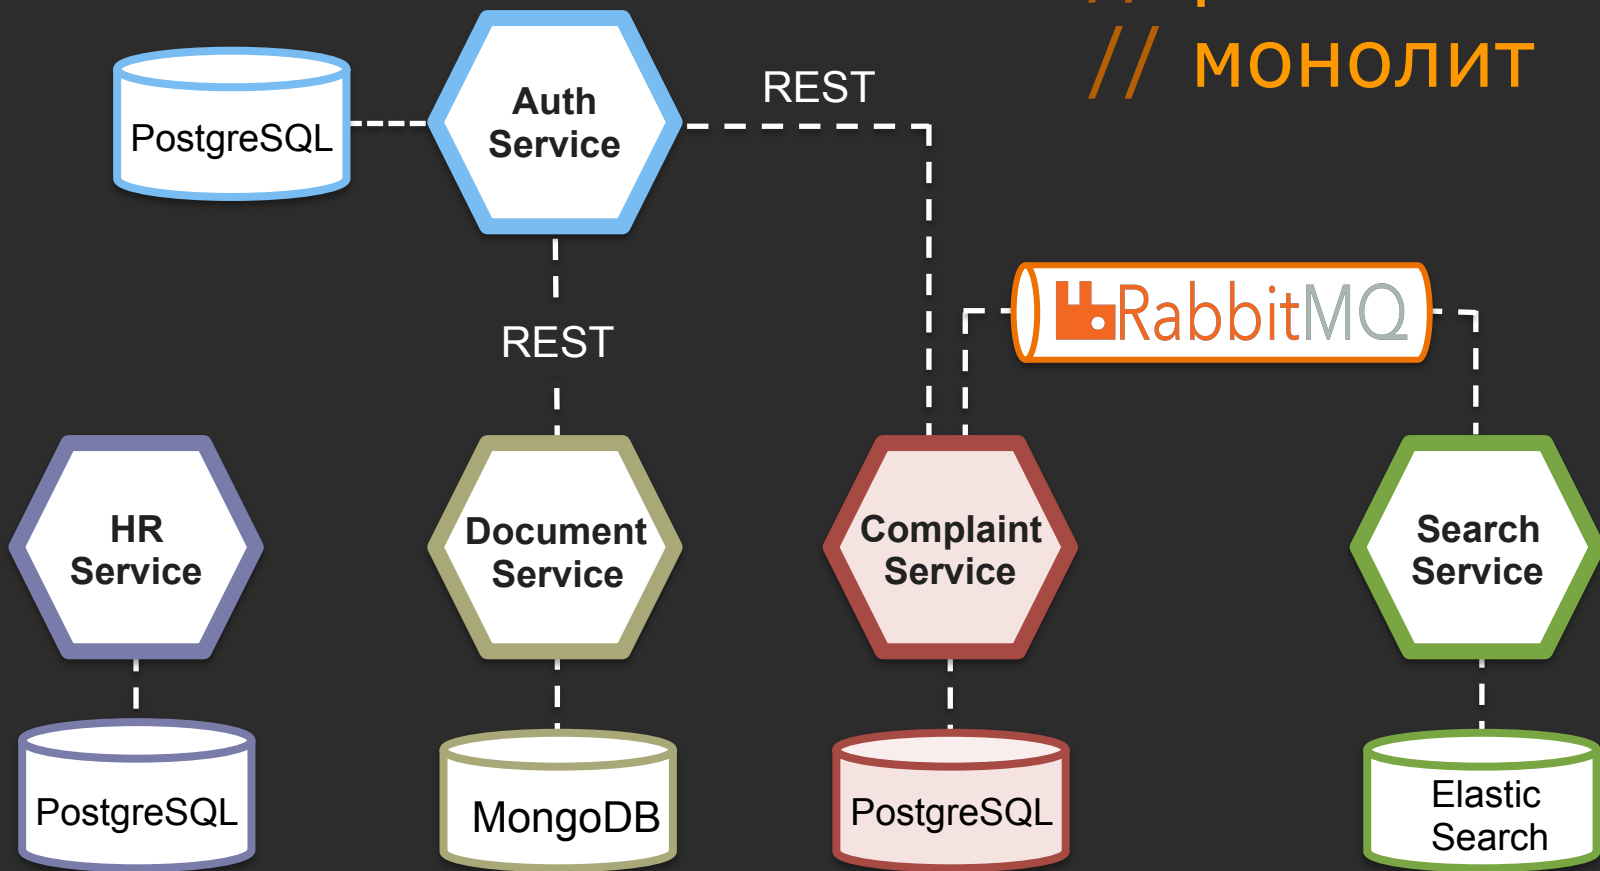 // монолит
PostgreSQL
Auth
Service
REST
REST
RabbitMQ
HR
Service
Document
Service
Complaint
Service
Search
Service
PostgreSQL
MongoDB
PostgreSQL
Elastic
Search